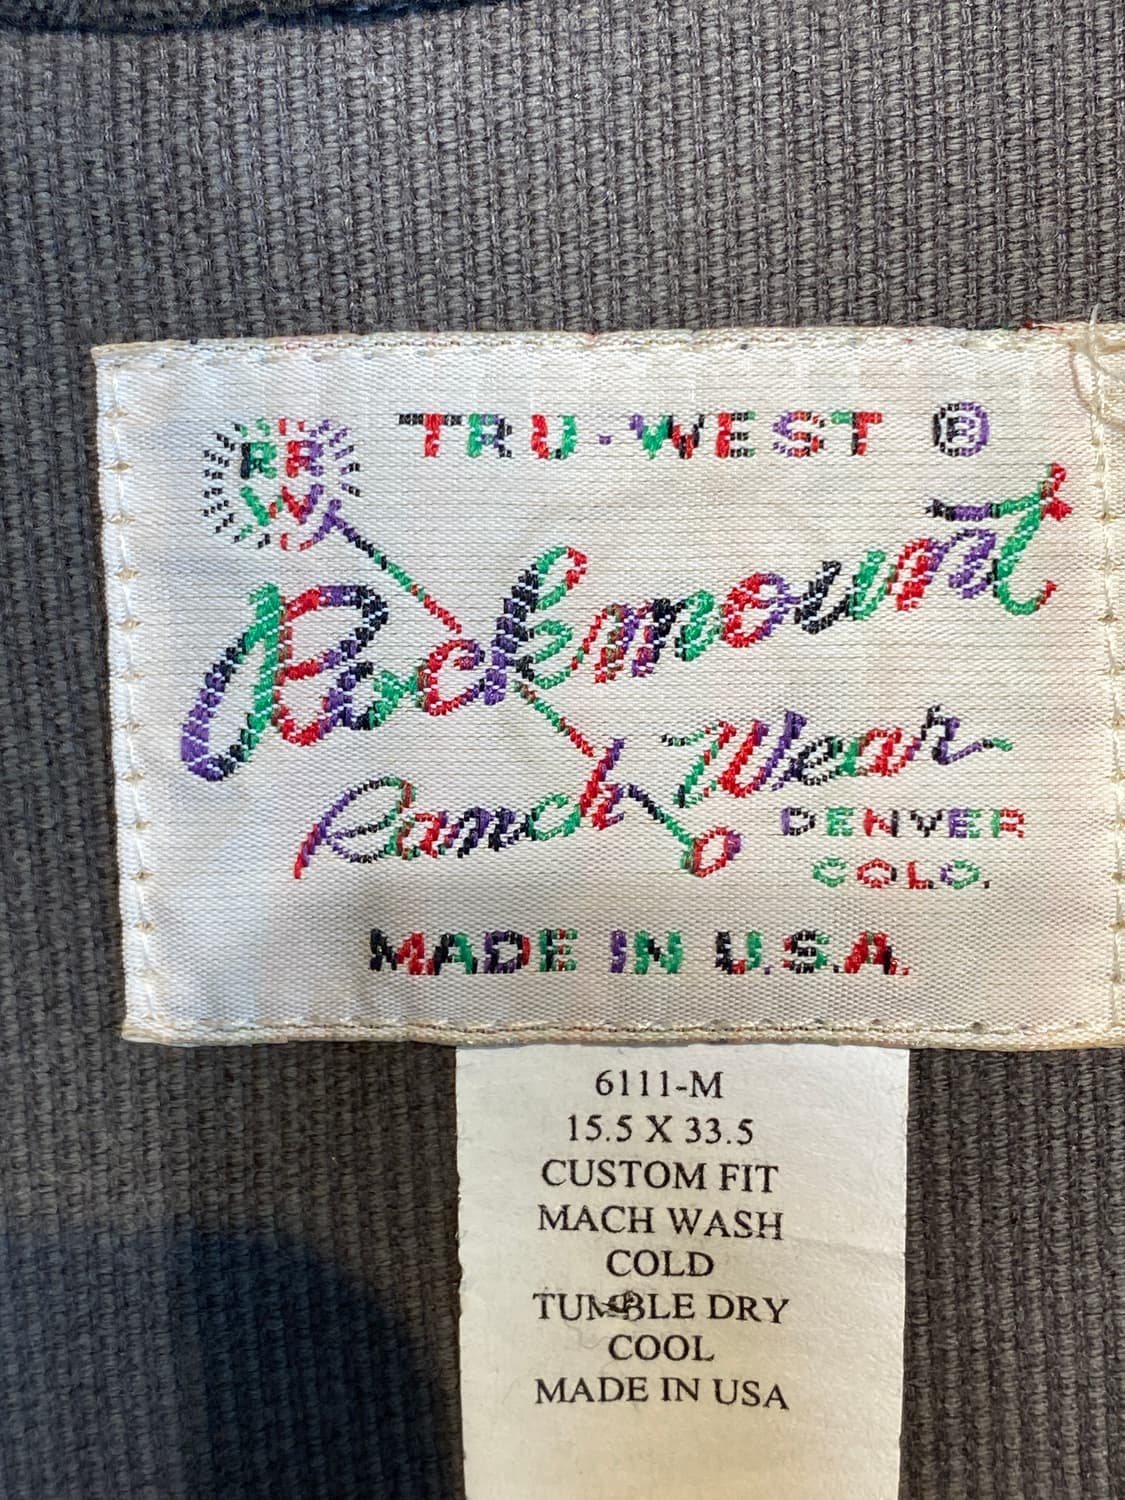 TRU-WEST ®
RR
W
Rockmount
Ranch Wear
DENVER
COLO.
MADE IN U.S.A.
6111-M
15.5 X 33.5
CUSTOM FIT
MACH WASH
COLD
TUMBLE DRY
COOL
MADE IN USA